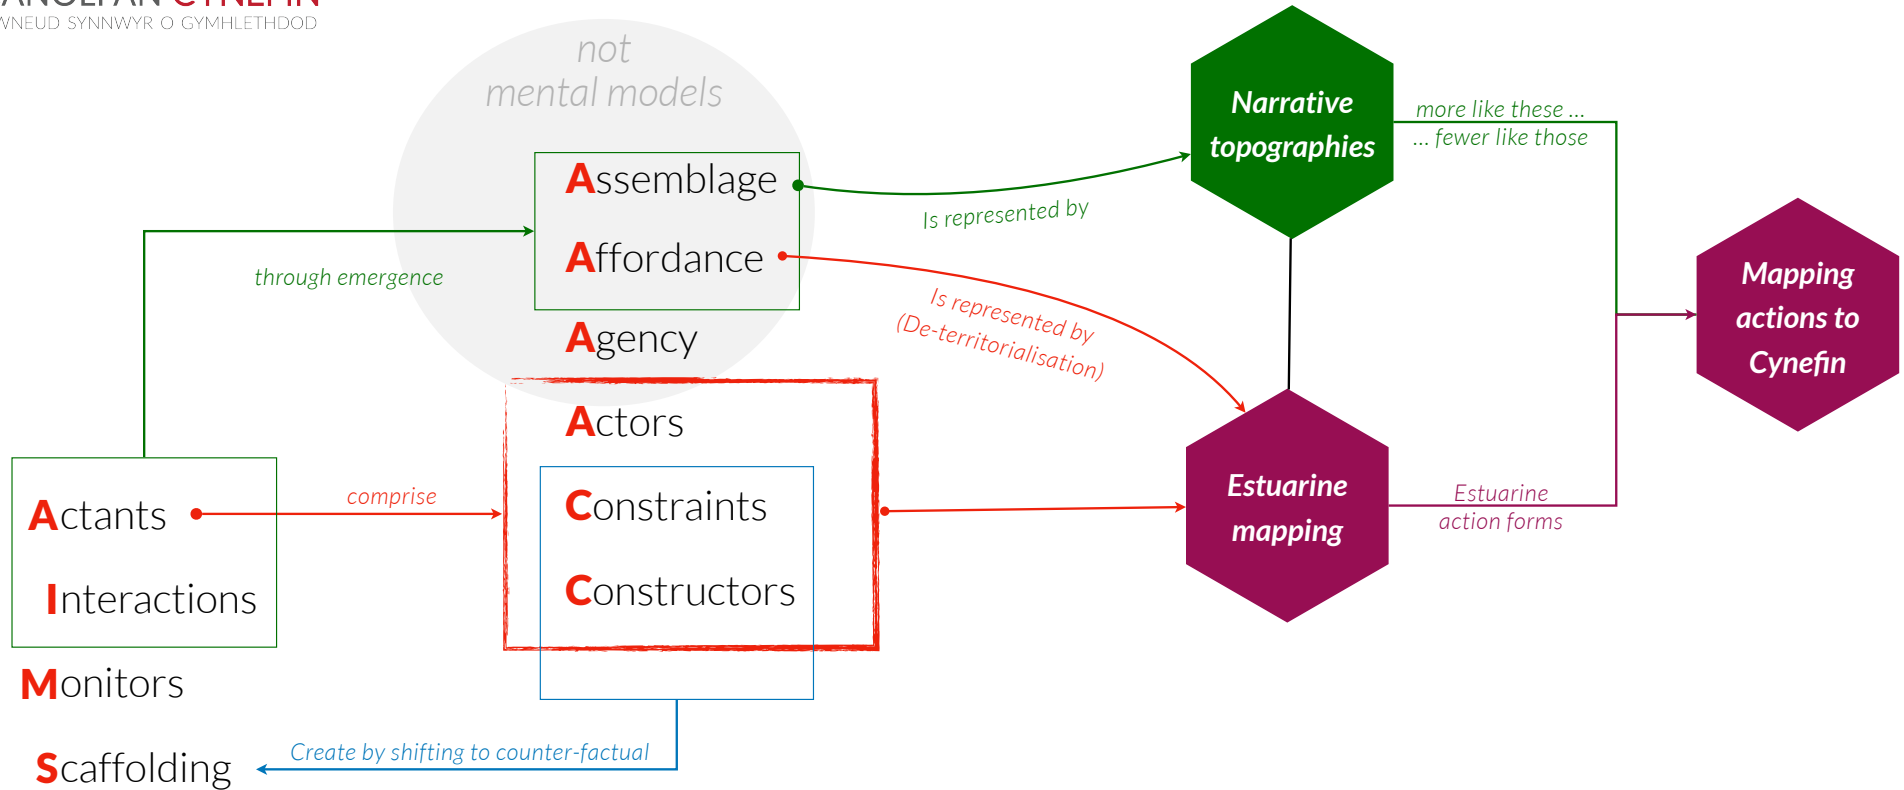 CYNEFIN
SYNNWYR O GYMHLETHDOD
not
mental models
Assemblage
Affordance
Agency
Actors
Constraints
Constructors
through emergence
comprise
Actants
Interactions
Monitors
Scaffolding
Create by shifting to counter-factual
Is represented by
Is represented by
(De-territorialisation)
Narrative
topographies
more like these ...
... fewer like those
Estuarine
mapping
Estuarine
action forms
Mapping
actions to
Cynefin